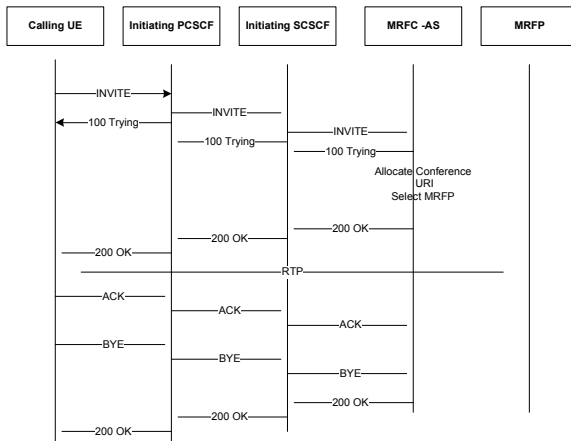 Calling UE
Initiating PCSCF
Initiating SCSCF
MRFC -AS
MRFP
INVITE
INVITE
100 Trying
INVITE
100 Trying
100 Trying
Allocate Conference
URI
Select MRFP
200 OK
200 OK
200 OK
RTP
ACK
ACK
ACK
BYE
BYE
BYE
200 OK
200 OK
200 OK